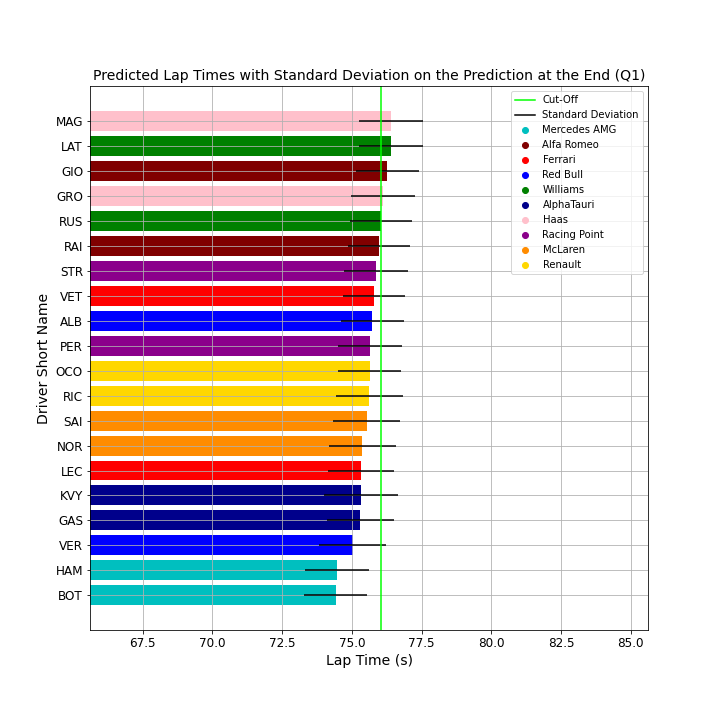 Predicted Lap Times with Standard Deviation on the Prediction at the End (Q1)
Cut-Off
Standard Deviation
Mercedes AMG
Alfa Romeo
Ferrari
Red Bull
Williams
AlphaTauri
Haas
Racing Point
McLaren
Renault
Driver Short Name
MAG
LAT
GIO
GRO
RUS
RAI
STR
VET
ALB
PER
OCO
RIC
SAI
NOR
LEC
KVY
GAS
VER
HAM
BOT
67.5 70.0 72.5 75.0 77.5 80.0 82.5 85.0
Lap Time (s)